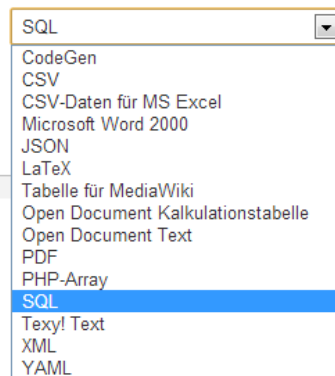 SQL
CodeGen
CSV
CSV-Daten für MS Excel
Microsoft Word 2000
JSON
LaTeX
Tabelle für MediaWiki
Open Document Kalkulationstabelle
Open Document Text
PDF
PHP-Array
SQL
Texy! Text
XML
YAML